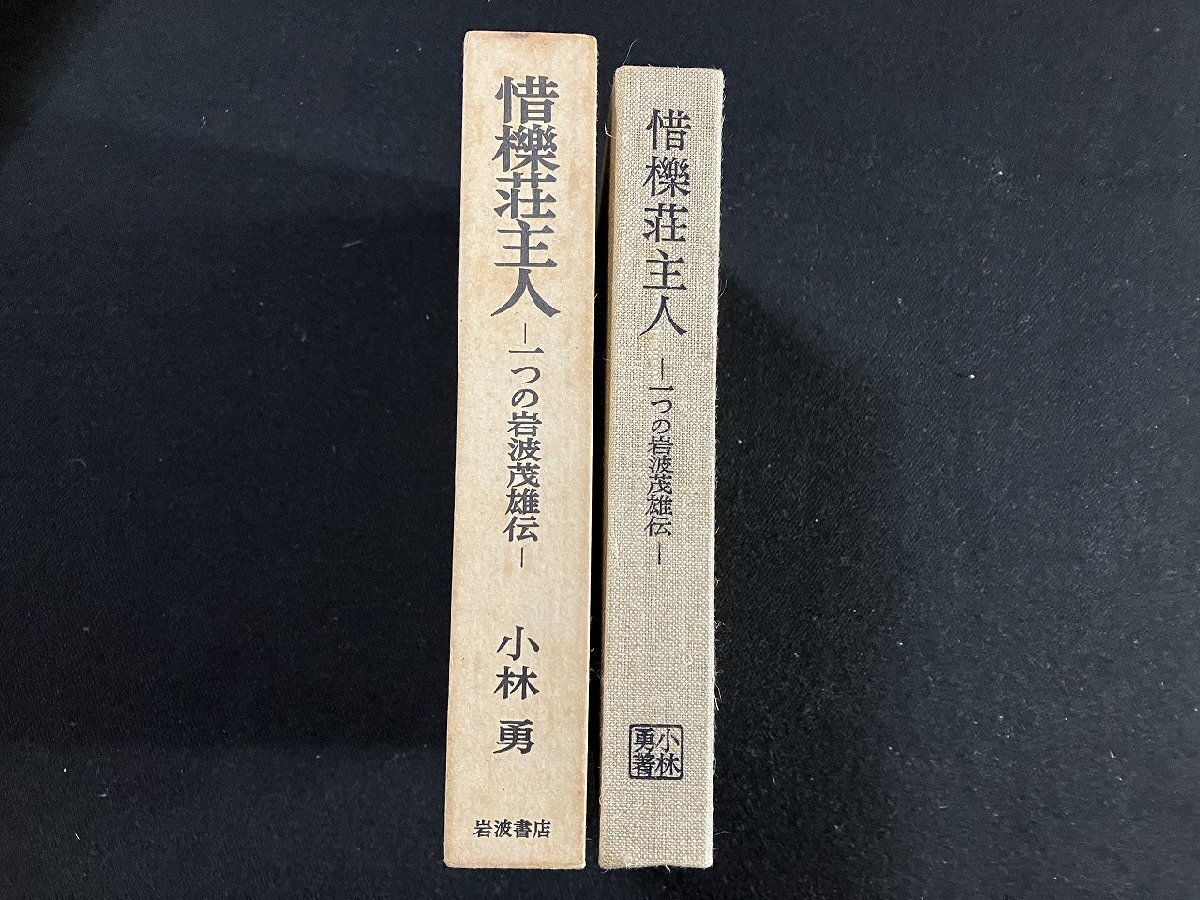 惜櫟荘主人
―一つの岩波茂雄伝―
小林 勇
岩波書店
惜櫟荘主人
―一つの岩波茂雄伝―
小林
勇著